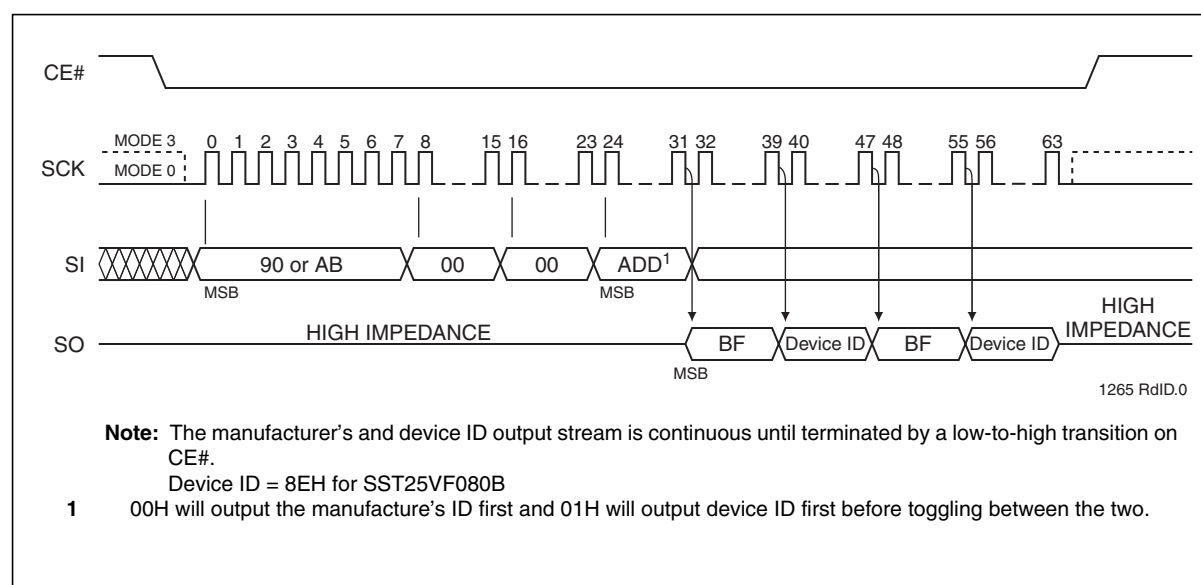 CE#
MODE 3
0 1 2 3 4 5 6 7 8 15 16 23 24 31 32 39 40 47 48 55 56 63
SCK
MODE 0
SI
90 or AB 00 00 ADD1
MSB MSB
HIGH IMPEDANCE
HIGH
IMPEDANCE
SO
BF Device ID BF Device ID
MSB
1265 RdID.0
Note: The manufacturer's and device ID output stream is continuous until terminated by a low-to-high transition on
CE#.
Device ID = 8EH for SST25VF080B
1 00H will output the manufacture's ID first and 01H will output device ID first before toggling between the two.